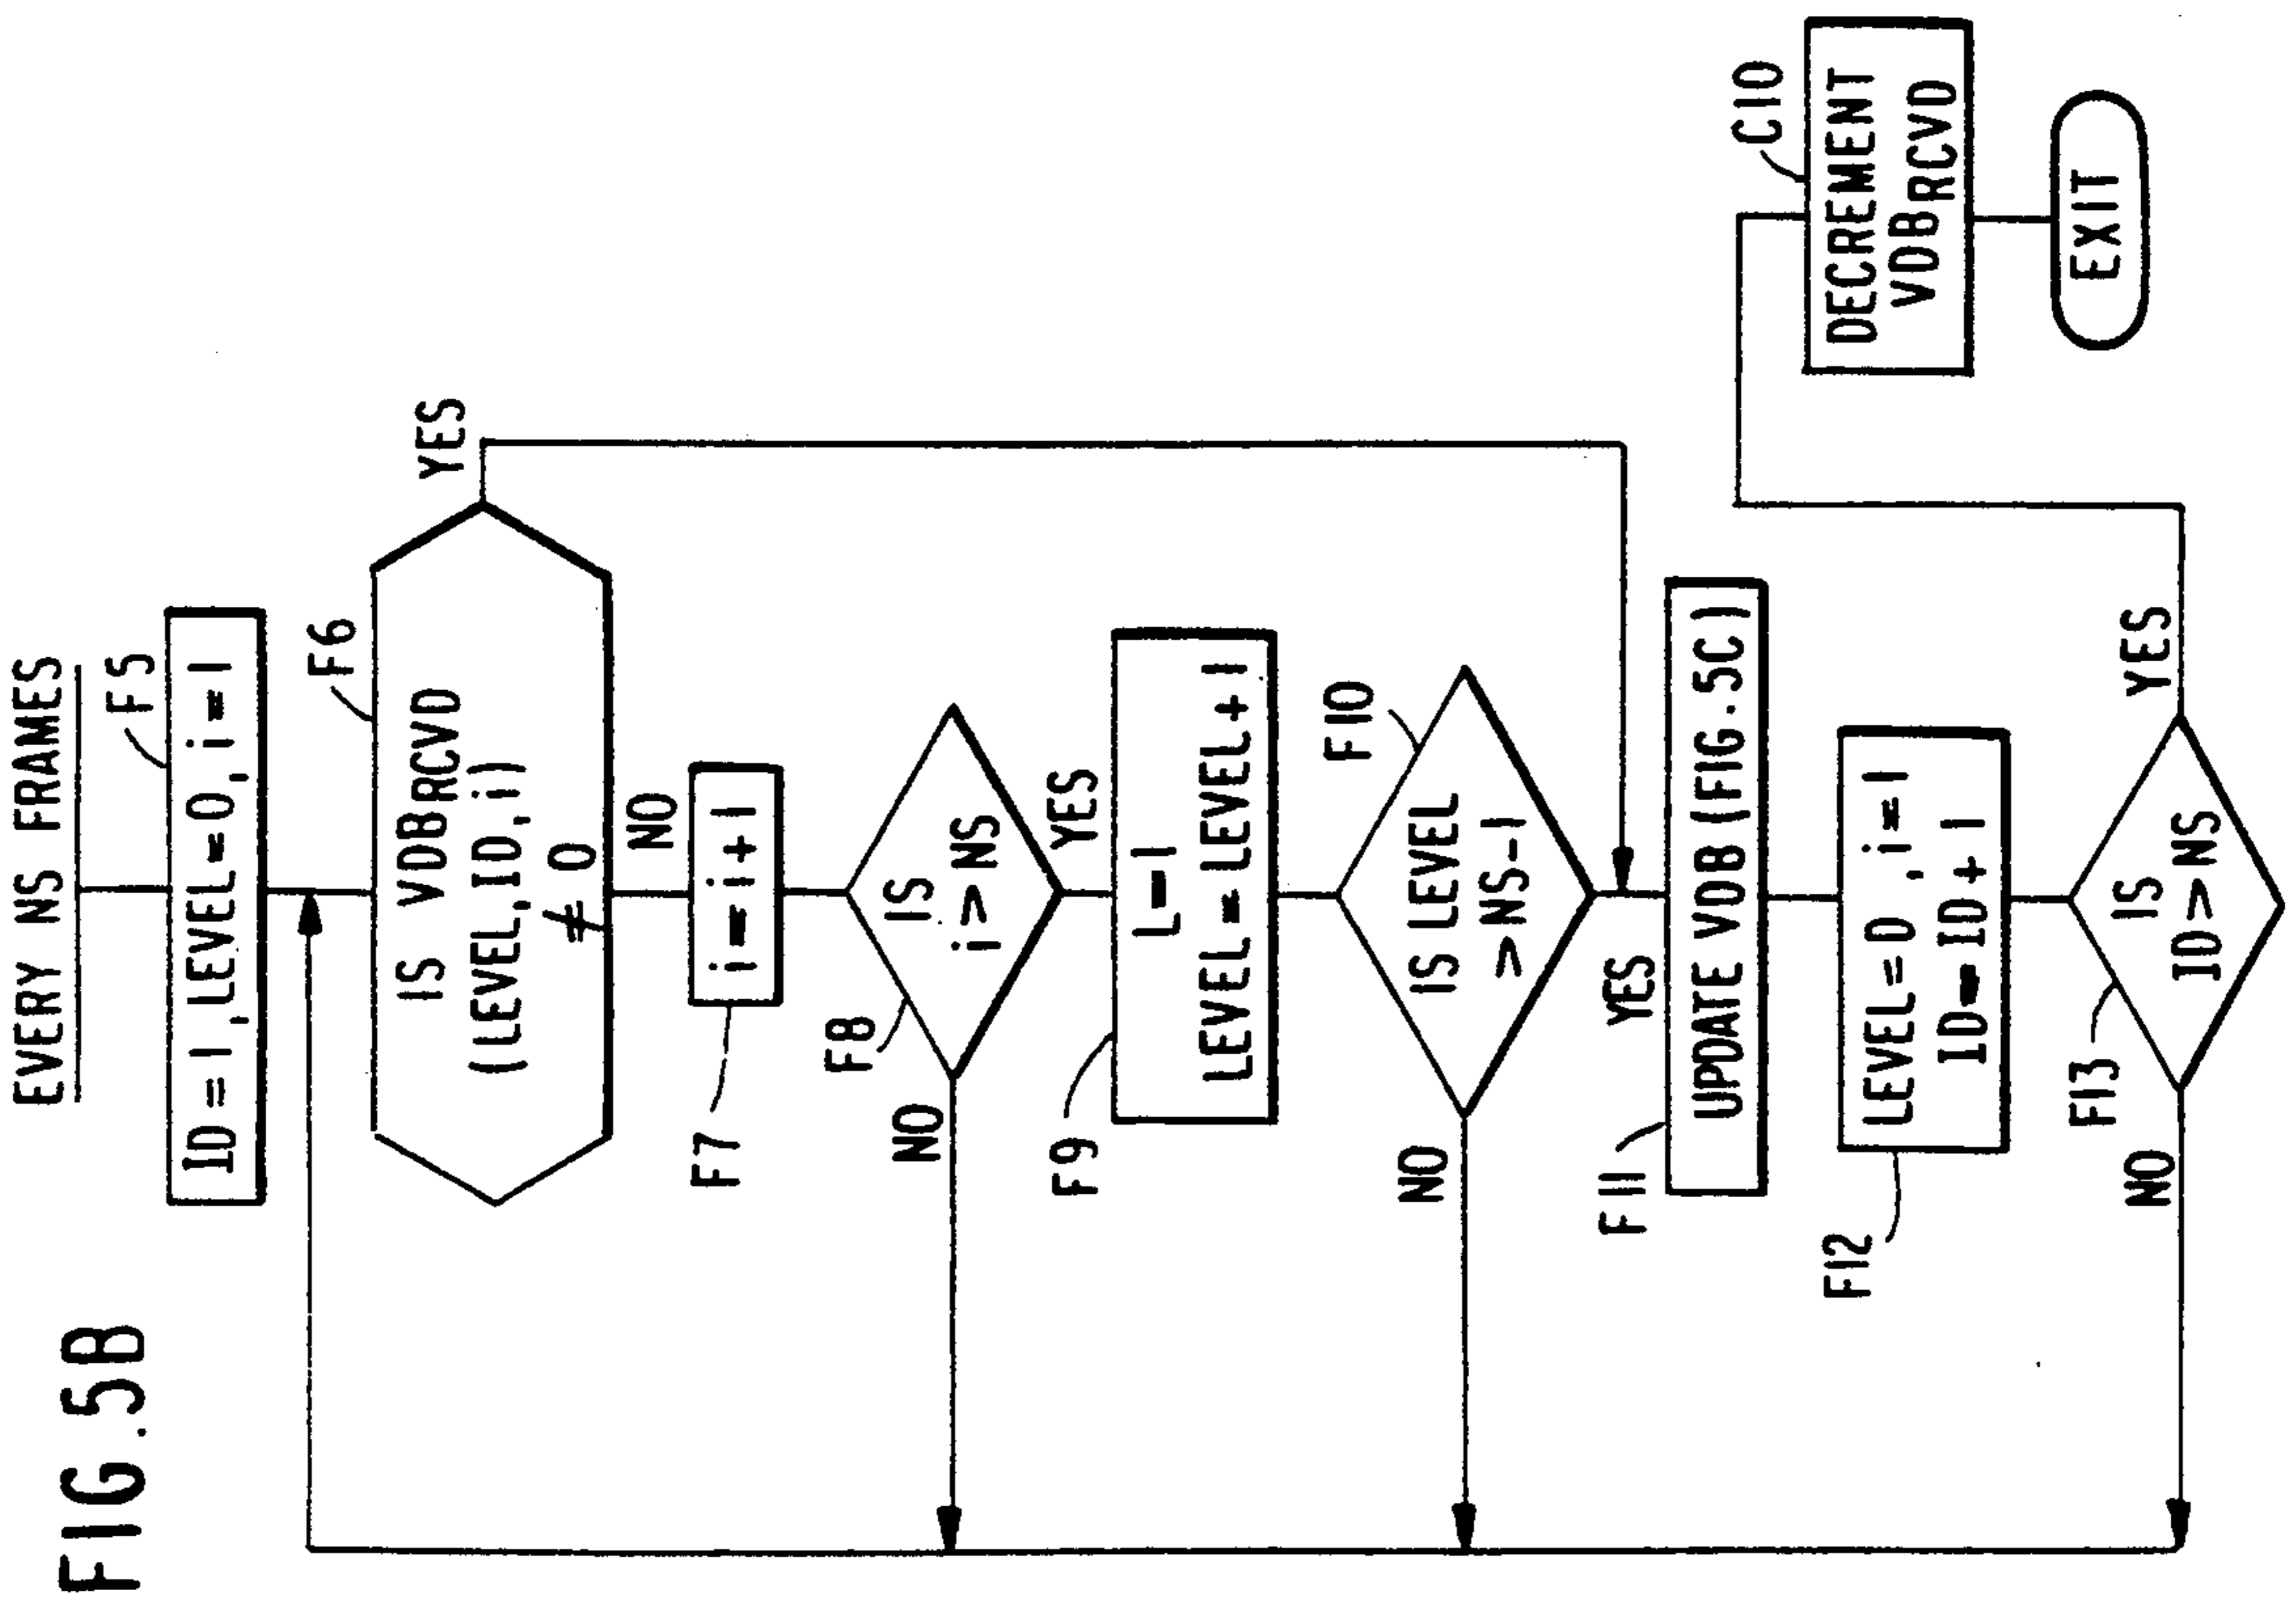 FIG.5B
EVERY NS FRAMES
F5
ID=1, LEVEL=0, i=1
F6
IS VDBRCVD
(LEVEL,ID,i)
≠ 0
YES
NO
F7
i=i+1
F8
IS
i>NS
NO
YES
F9
L=1
LEVEL=LEVEL+1
F10
IS LEVEL
>NS-1
NO
YES
F11
UPDATE VDB (FIG.5C)
F12
LEVEL=0, i=1
ID=ID+1
F13
IS
ID>NS
NO
YES
C10
DECREMENT
VDBRCVD
EXIT